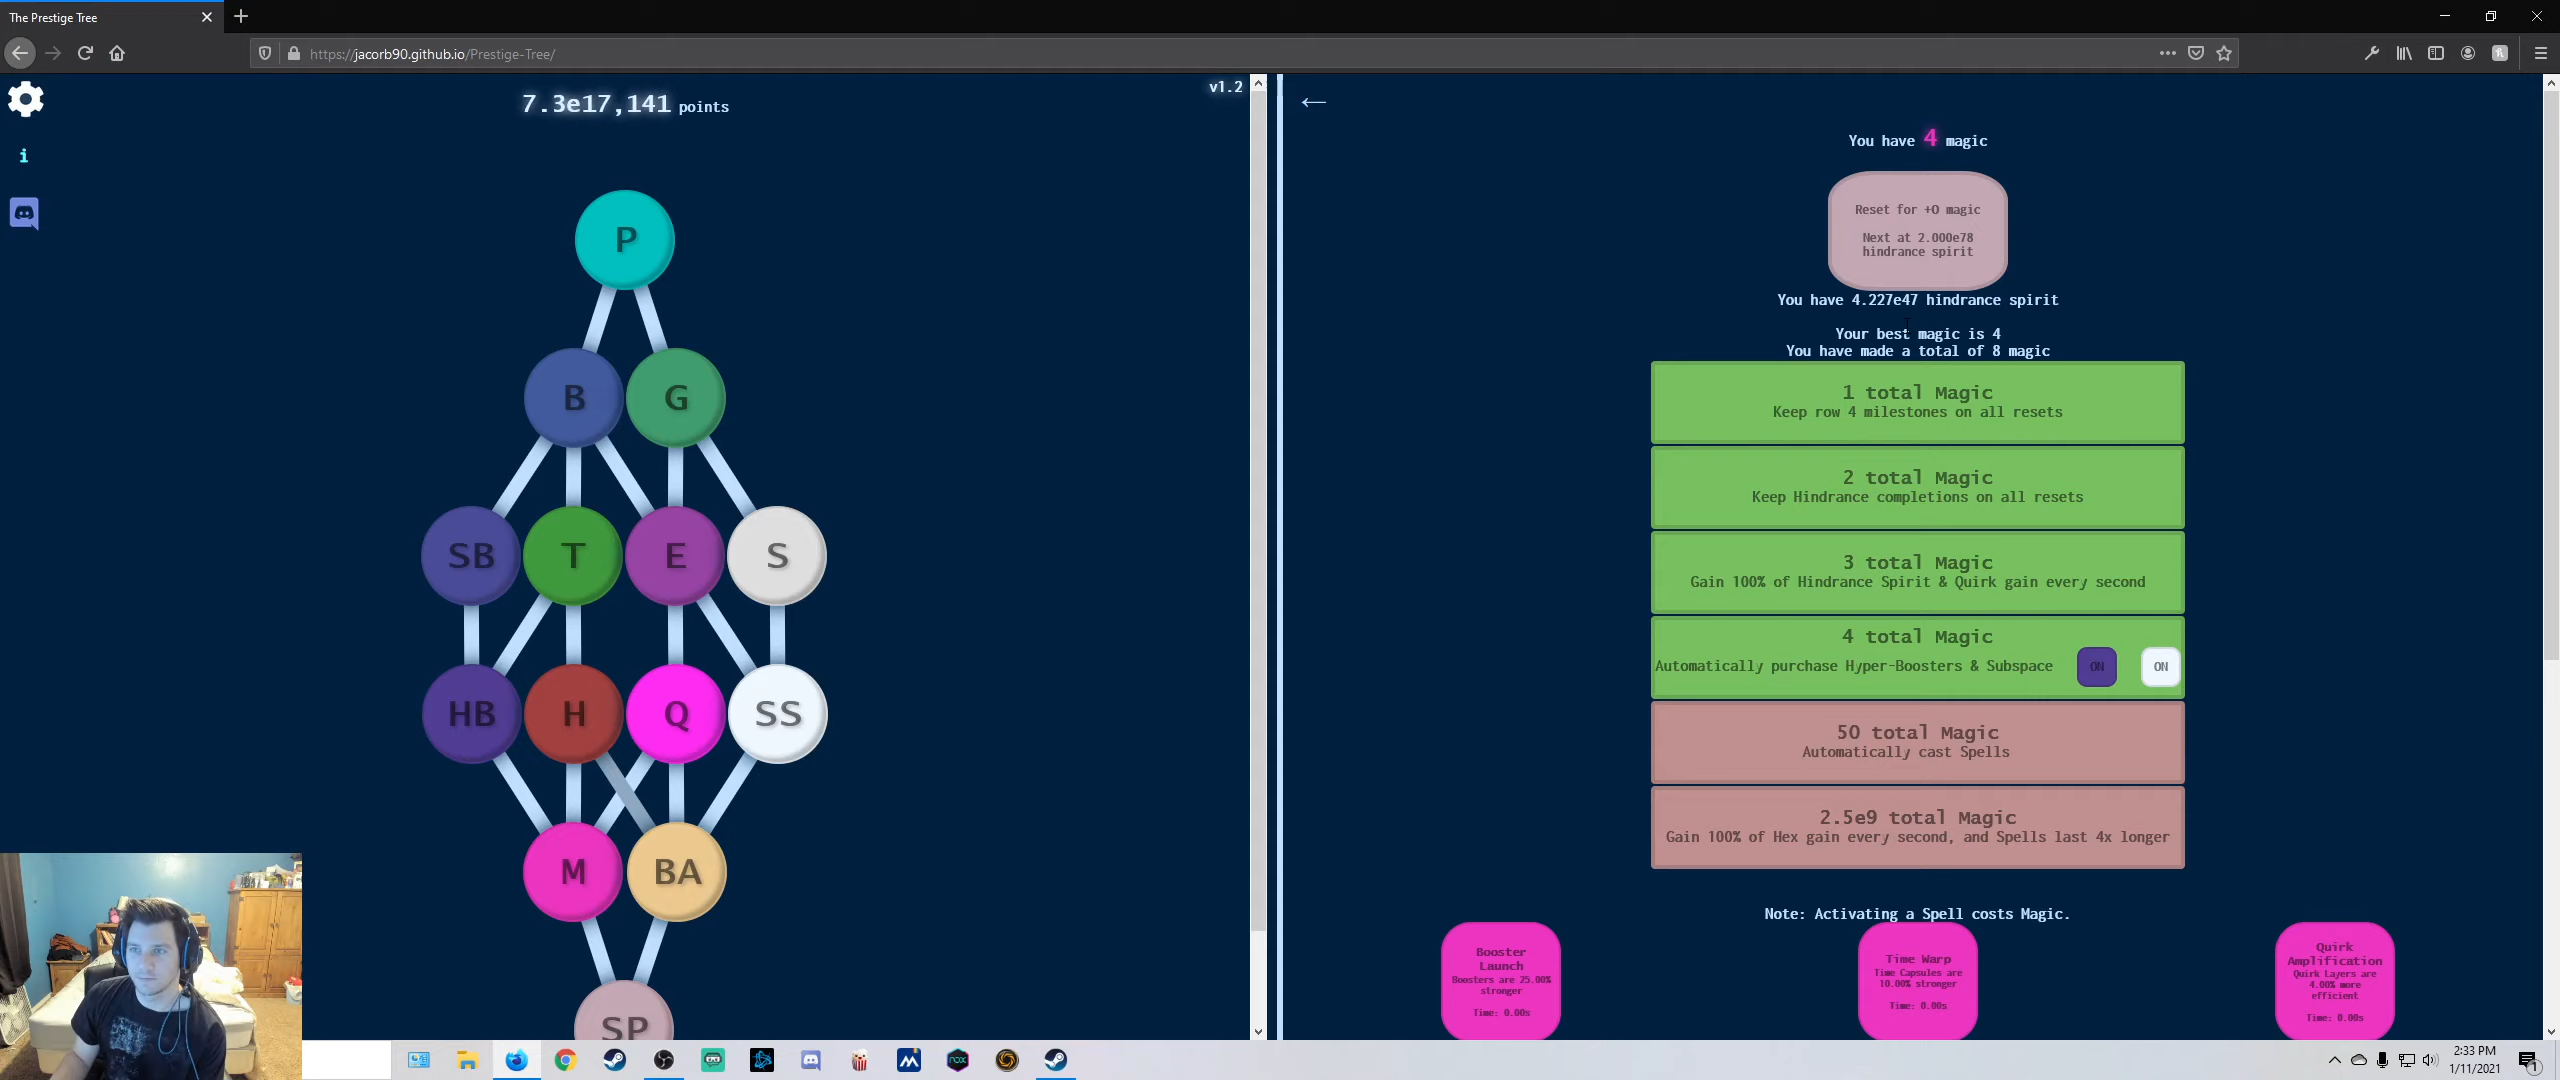 The Prestige Tree
https://jacorb90.github.io/Prestige-Tree/
7.3e17,141 points
v1.2
i
P
B
G
SB
T
E
S
HB
H
Q
SS
M
BA
SP
←
You have 4 magic
Reset for +0 magic
Next at 2.000e78
hindrance spirit
You have 4.227e47 hindrance spirit
Your best magic is 4
You have made a total of 8 magic
1 total Magic
Keep row 4 milestones on all resets
2 total Magic
Keep Hindrance completions on all resets
3 total Magic
Gain 100% of Hindrance Spirit & Quirk gain every second
4 total Magic
Automatically purchase Hyper-Boosters & Subspace
ON
ON
50 total Magic
Automatically cast Spells
2.5e9 total Magic
Gain 100% of Hex gain every second, and Spells last 4x longer
Note: Activating a Spell costs Magic.
Booster
Launch
Boosters are 25.00%
stronger
Time: 0.00s
Time Warp
Time Capsules are
10.00% stronger
Time: 0.00s
Quirk
Amplification
Quirk Layers are
4.00% more
efficient
Time: 0.00s
nox
2:33 PM
1/11/2021
1